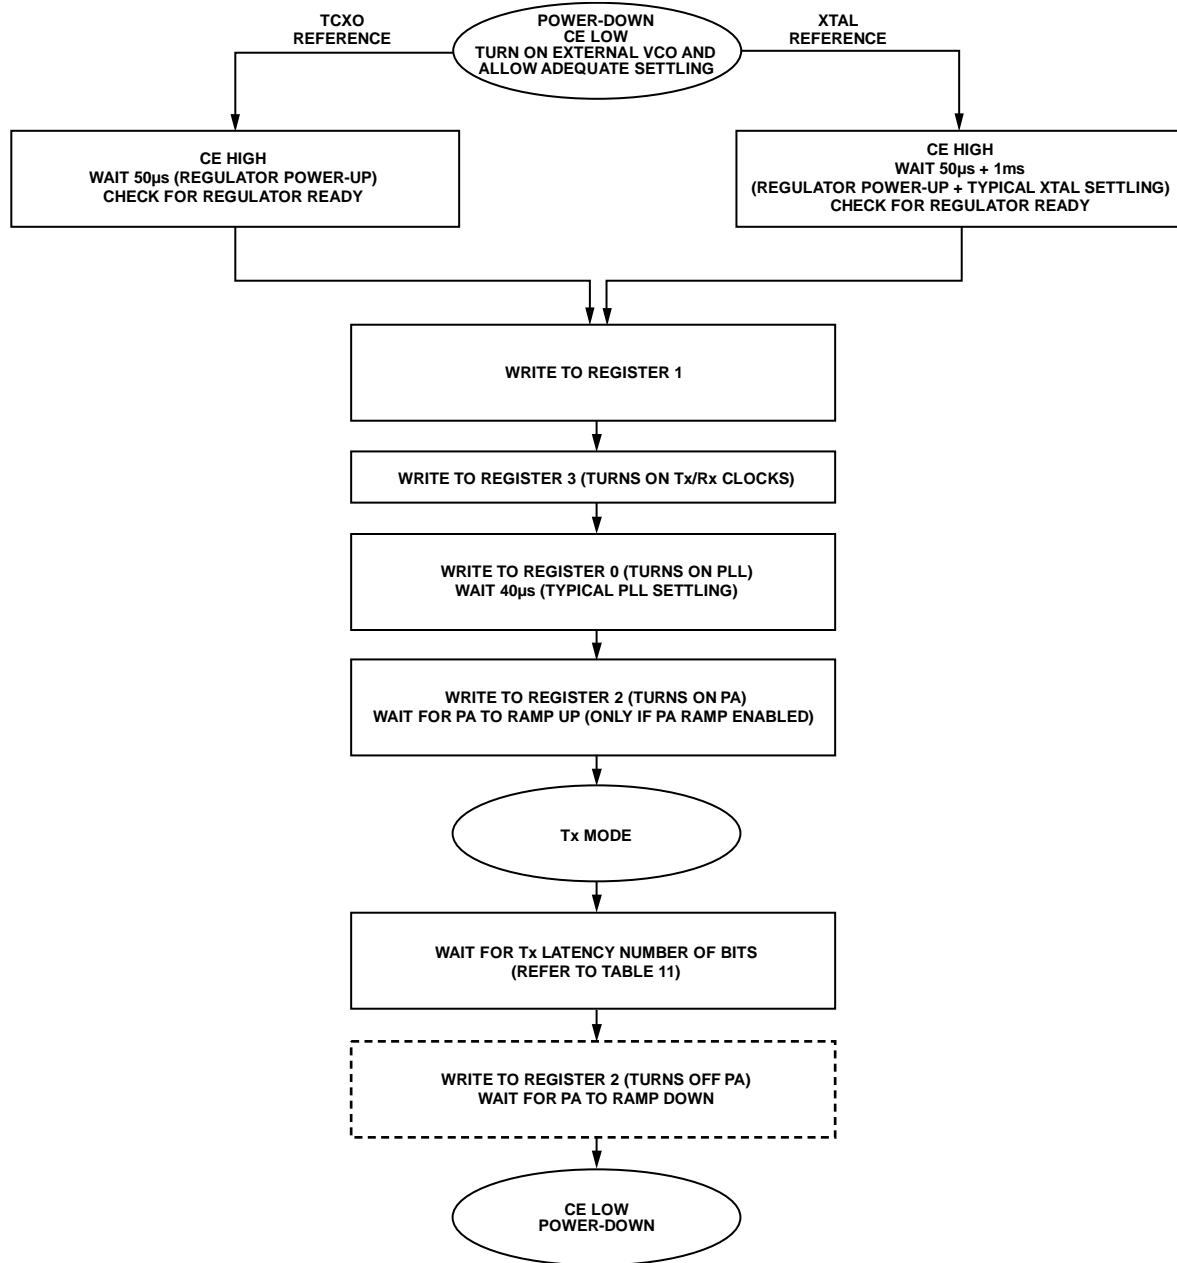 TCXO
REFERENCE
POWER-DOWN
CE LOW
TURN ON EXTERNAL VCO AND
ALLOW ADEQUATE SETTLING
XTAL
REFERENCE
CE HIGH
WAIT 50µs (REGULATOR POWER-UP)
CHECK FOR REGULATOR READY
CE HIGH
WAIT 50µs + 1ms
(REGULATOR POWER-UP + TYPICAL XTAL SETTLING)
CHECK FOR REGULATOR READY
WRITE TO REGISTER 1
WRITE TO REGISTER 3 (TURNS ON Tx/Rx CLOCKS)
WRITE TO REGISTER 0 (TURNS ON PLL)
WAIT 40µs (TYPICAL PLL SETTLING)
WRITE TO REGISTER 2 (TURNS ON PA)
WAIT FOR PA TO RAMP UP (ONLY IF PA RAMP ENABLED)
Tx MODE
WAIT FOR Tx LATENCY NUMBER OF BITS
(REFER TO TABLE 11)
WRITE TO REGISTER 2 (TURNS OFF PA)
WAIT FOR PA TO RAMP DOWN
CE LOW
POWER-DOWN